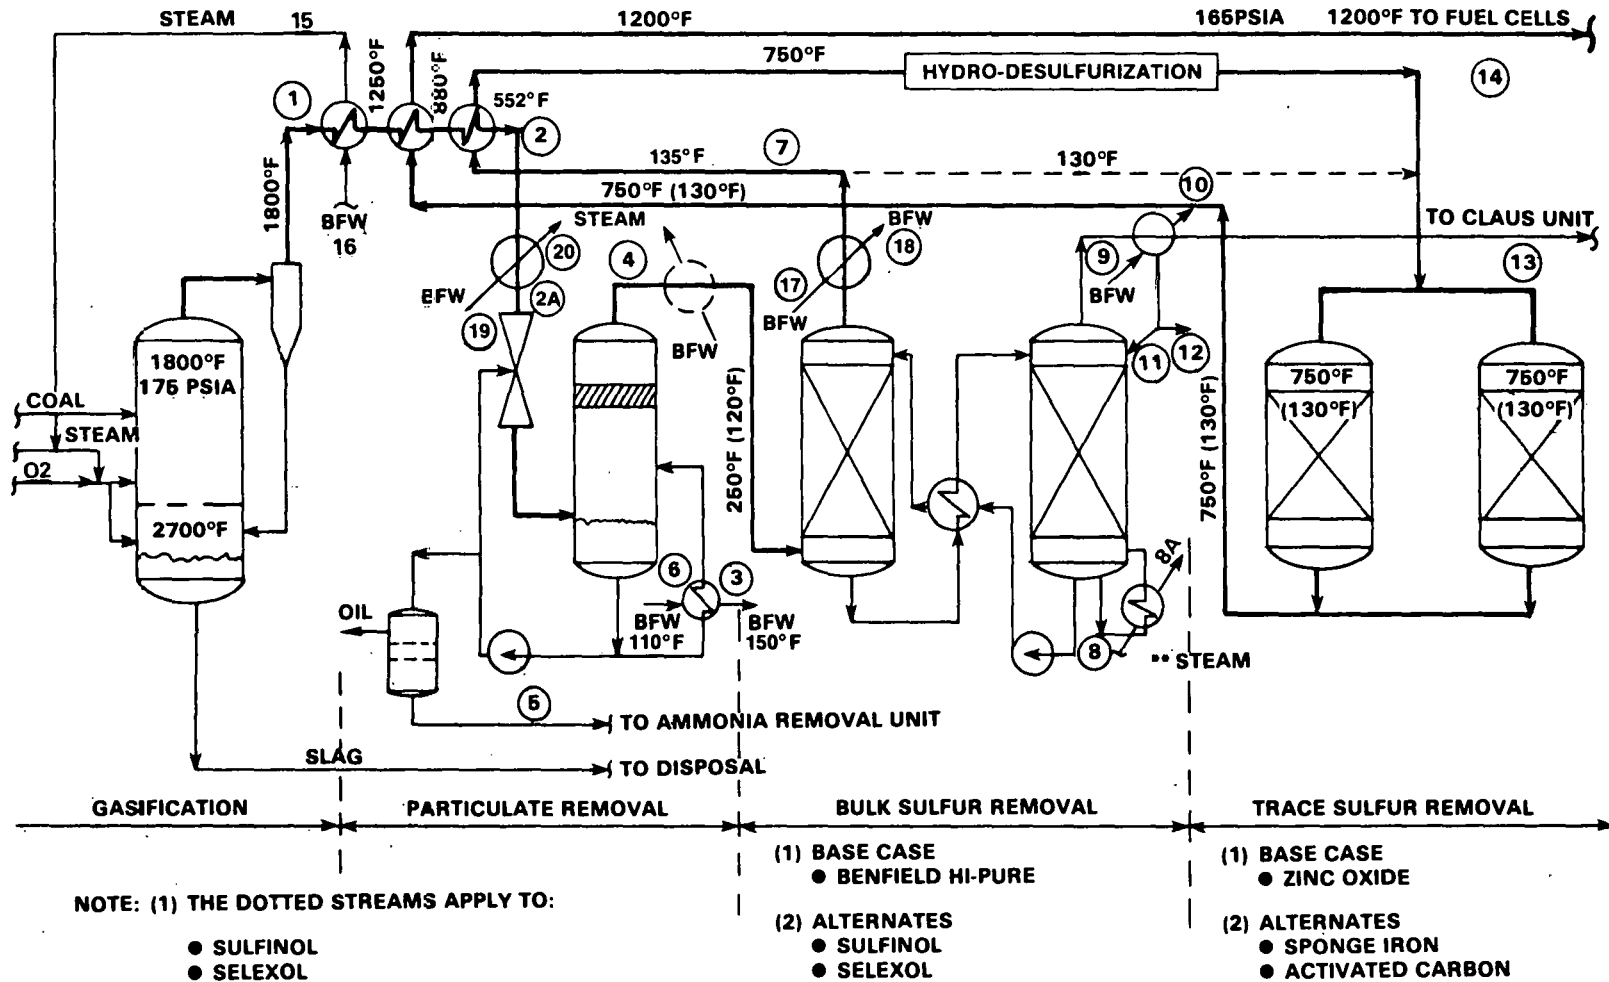 STEAM 15
1200°F
165PSIA 1200°F TO FUEL CELLS
750°F
HYDRO-DESULFURIZATION
14
1
1250°F
880°F
552°F
2
1800°F
BFW
16
135°F
7
130°F
750°F (130°F)
10
STEAM
BFW
TO CLAUS UNIT
4
20
18
9
13
BFW
2A
17
BFW
BFW
19
BFW
11
12
1800°F
175 PSIA
COAL
STEAM
O2
2700°F
250°F (120°F)
750°F (130°F)
750°F
(130°F)
750°F
(130°F)
6
3
8A
OIL
BFW
110°F
BFW
150°F
8
** STEAM
5
TO AMMONIA REMOVAL UNIT
SLAG
TO DISPOSAL
GASIFICATION
PARTICULATE REMOVAL
BULK SULFUR REMOVAL
TRACE SULFUR REMOVAL
(1) BASE CASE
● BENFIELD HI-PURE
(2) ALTERNATES
● SULFINOL
● SELEXOL
(1) BASE CASE
● ZINC OXIDE
(2) ALTERNATES
● SPONGE IRON
● ACTIVATED CARBON
NOTE: (1) THE DOTTED STREAMS APPLY TO:
● SULFINOL
● SELEXOL